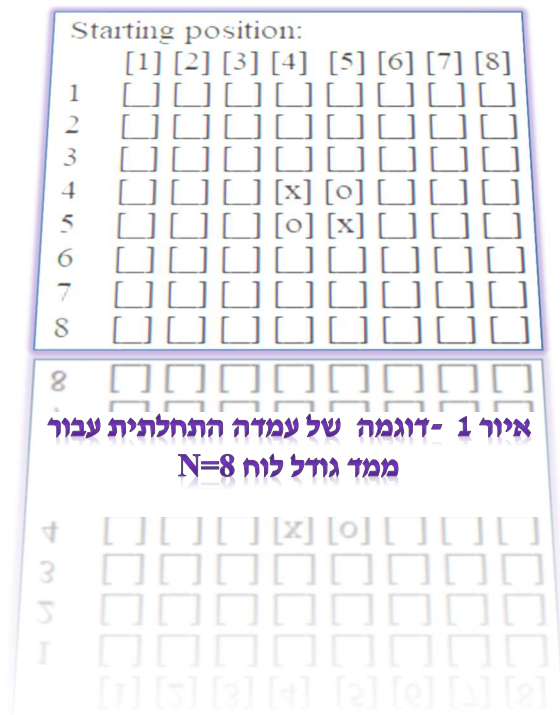 Starting position:
[1] [2] [3] [4] [5] [6] [7] [8]
1 [_] [_] [_] [_] [_] [_] [_] [_]
2 [_] [_] [_] [_] [_] [_] [_] [_]
3 [_] [_] [_] [_] [_] [_] [_] [_]
4 [_] [_] [_] [x] [o] [_] [_] [_]
5 [_] [_] [_] [o] [x] [_] [_] [_]
6 [_] [_] [_] [_] [_] [_] [_] [_]
7 [_] [_] [_] [_] [_] [_] [_] [_]
8 [_] [_] [_] [_] [_] [_] [_] [_]
איור 1 -דוגמה של עמדה התחלתית עבור
ממד גודל לוח N=8